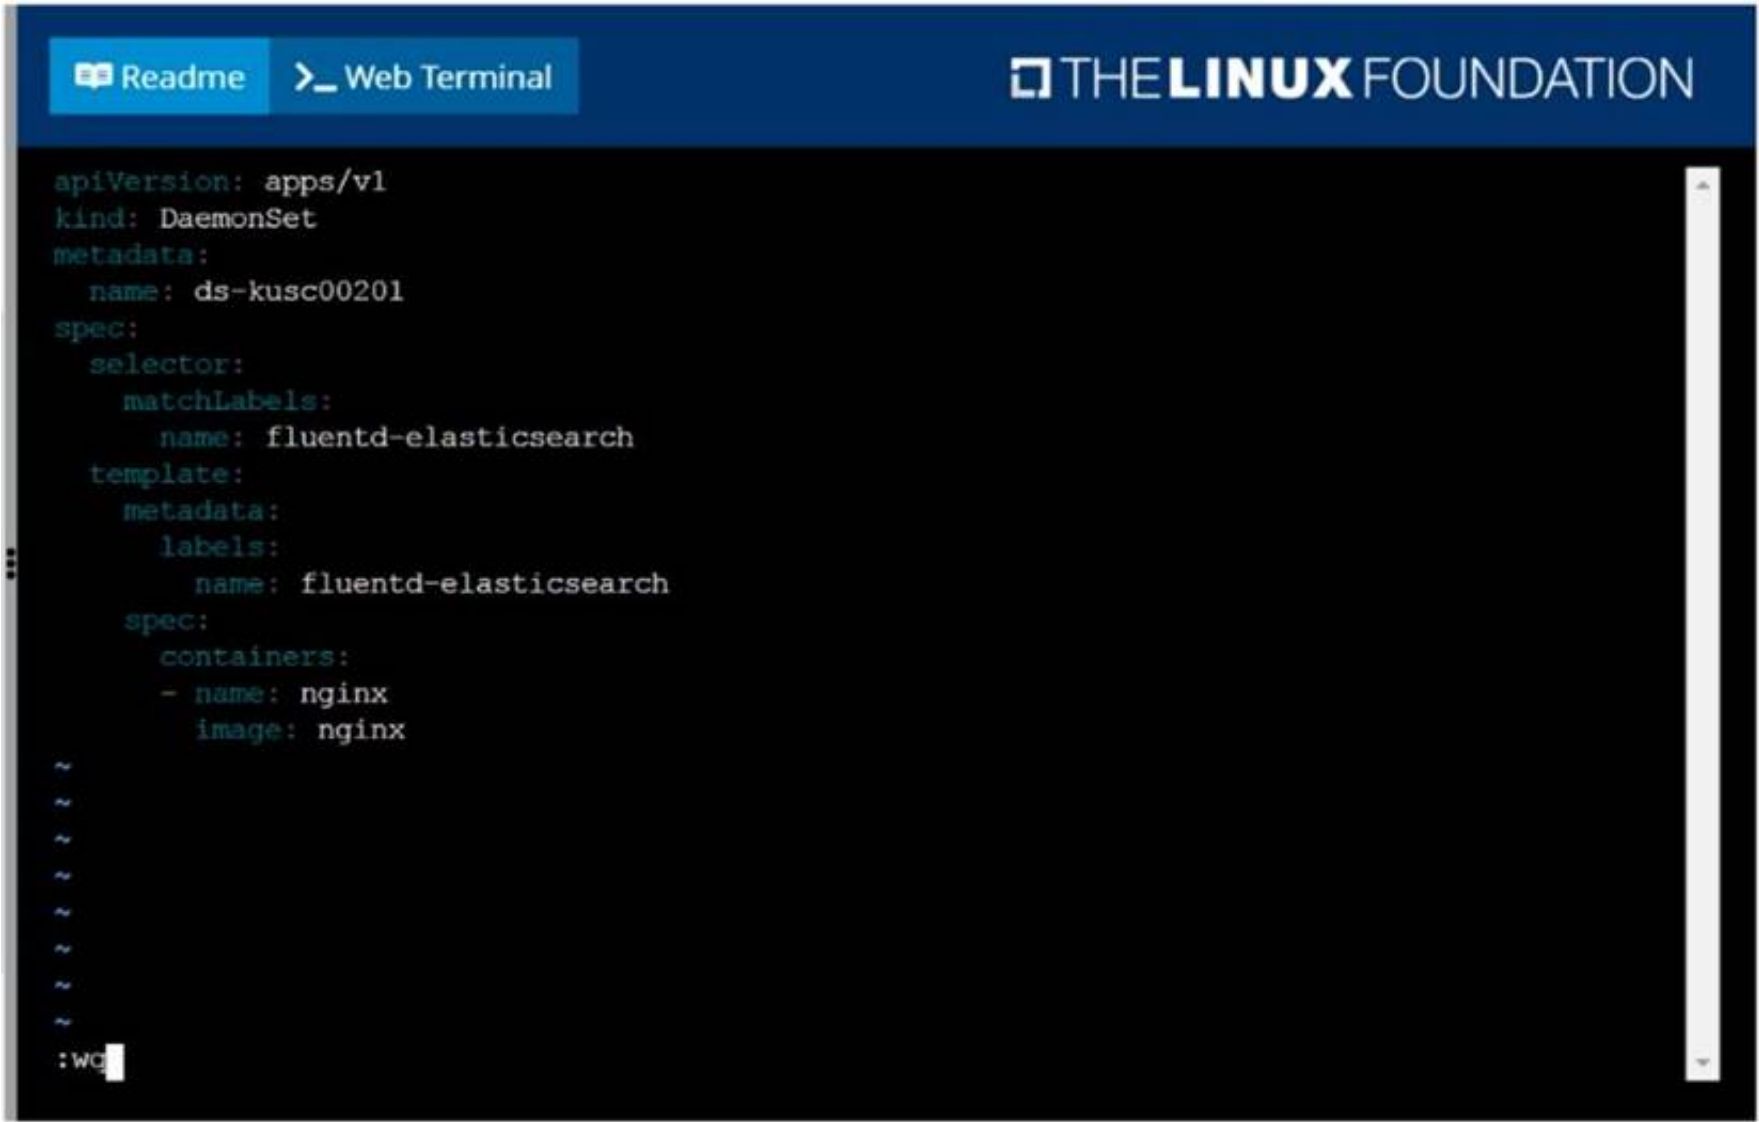 Readme >_ Web Terminal THE LINUX FOUNDATION
apiVersion: apps/v1
kind: DaemonSet
metadata:
  name: ds-kusc00201
spec:
  selector:
    matchLabels:
      name: fluentd-elasticsearch
  template:
    metadata:
      labels:
        name: fluentd-elasticsearch
    spec:
      containers:
      - name: nginx
        image: nginx
~
~
~
~
~
~
~
~
:wq